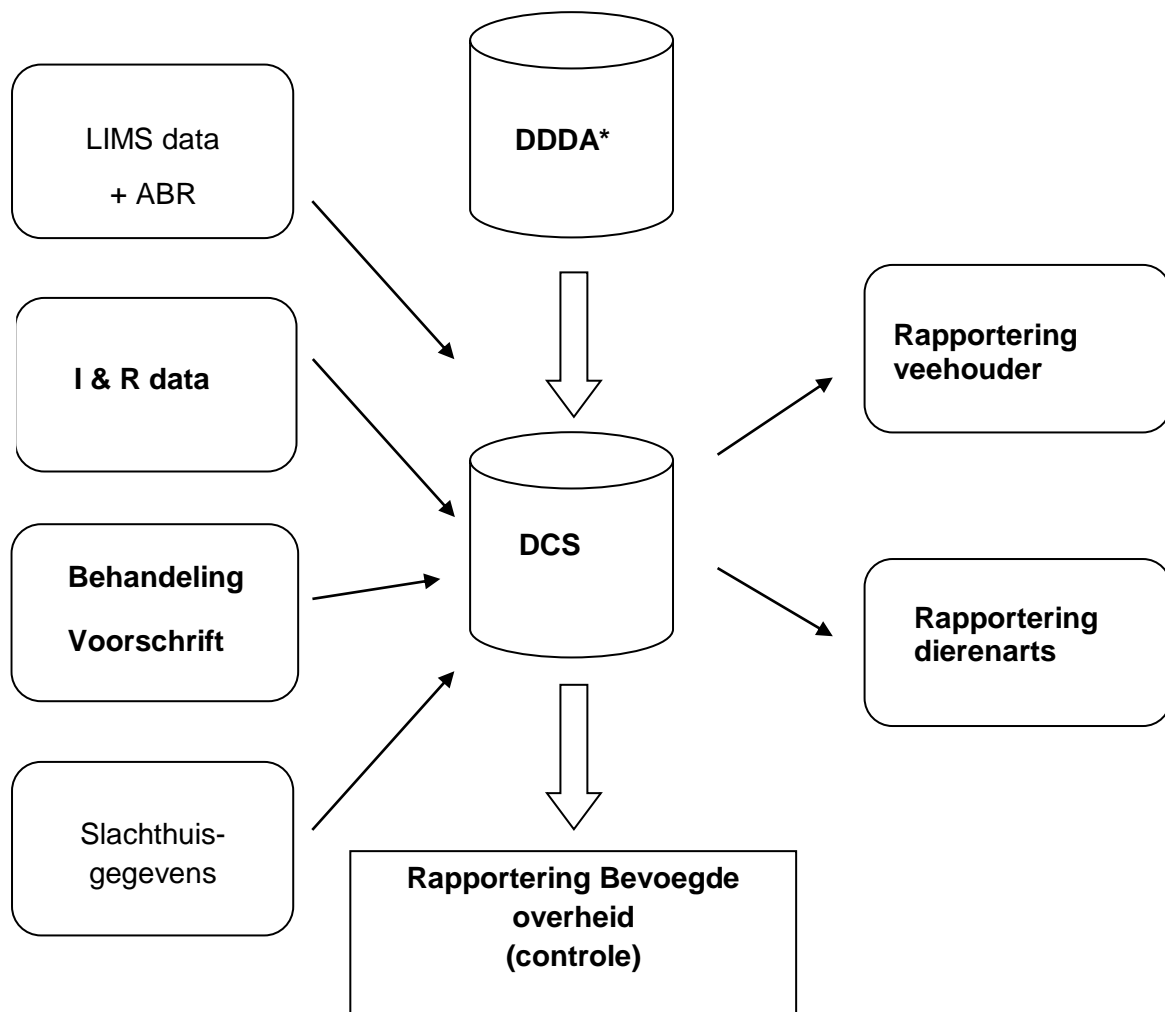 LIMS data
+ ABR
DDDA*
I & R data
Rapportering
veehouder
Behandeling
Voorschrift
DCS
Rapportering
dierenarts
Slachthuis-
gegevens
Rapportering Bevoegde
overheid
(controle)